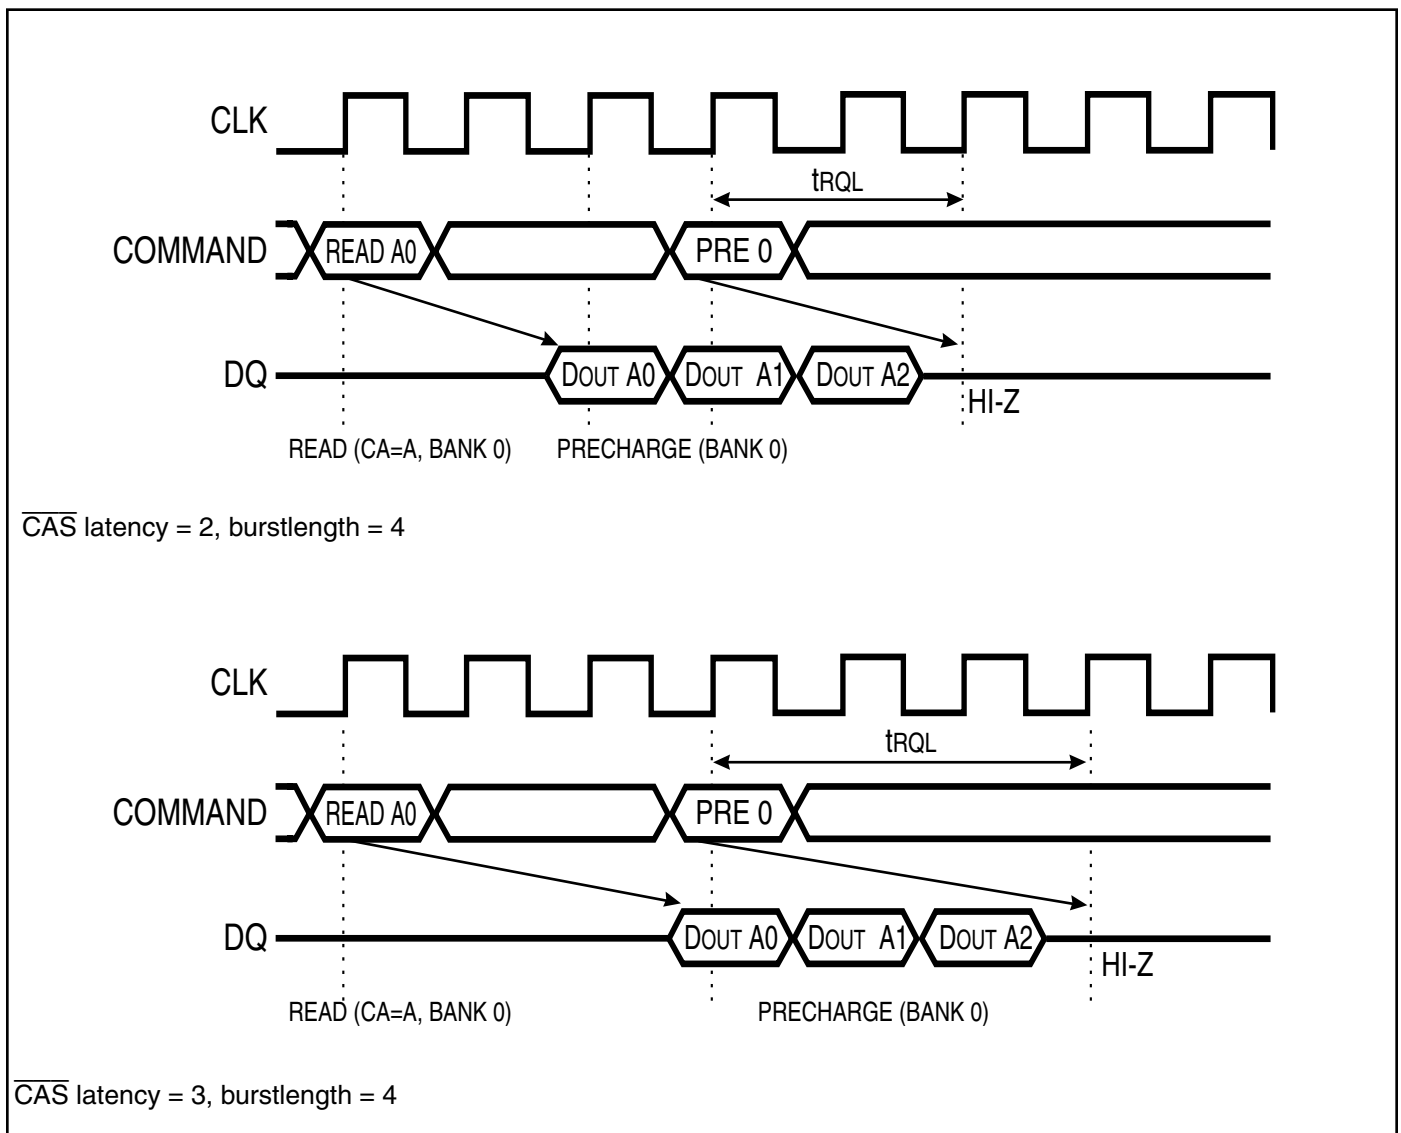 CLK
tRQL
COMMAND READ A0 PRE 0
DQ DOUT A0 DOUT A1 DOUT A2
HI-Z
READ (CA=A, BANK 0) PRECHARGE (BANK 0)
CAS latency = 2, burstlength = 4
CLK
tRQL
COMMAND READ A0 PRE 0
DQ DOUT A0 DOUT A1 DOUT A2
HI-Z
READ (CA=A, BANK 0) PRECHARGE (BANK 0)
CAS latency = 3, burstlength = 4